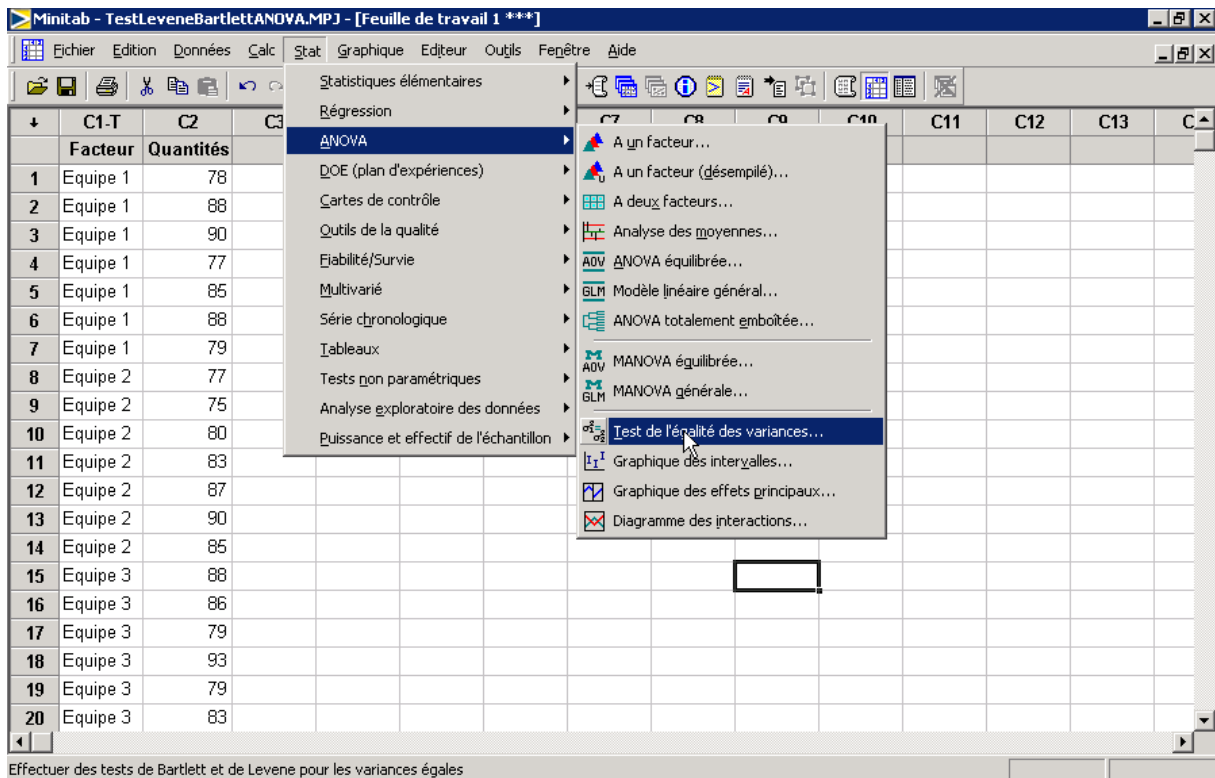 Minitab - TestLeveneBartlettANOVA.MPJ - [Feuille de travail 1 ***]
Fichier Edition Données Calc Stat Graphique Editeur Outils Fenêtre Aide
Statistiques élémentaires
Régression
ANOVA
DOE (plan d'expériences)
Cartes de contrôle
Outils de la qualité
Fiabilité/Survie
Multivarié
Série chronologique
Tableaux
Tests non paramétriques
Analyse exploratoire des données
Puissance et effectif de l'échantillon
A un facteur...
A un facteur (désempilé)...
A deux facteurs...
Analyse des moyennes...
AOV ANOVA équilibrée...
GLM Modèle linéaire général...
ANOVA totalement emboîtée...
M AOV MANOVA équilibrée...
M GLM MANOVA générale...
Test de l'égalité des variances...
Graphique des intervalles...
Graphique des effets principaux...
Diagramme des interactions...
C1-T C2 C3 C7 C8 C9 C10 C11 C12 C13 C
Facteur Quantités
1 Equipe 1 78
2 Equipe 1 88
3 Equipe 1 90
4 Equipe 1 77
5 Equipe 1 85
6 Equipe 1 88
7 Equipe 1 79
8 Equipe 2 77
9 Equipe 2 75
10 Equipe 2 80
11 Equipe 2 83
12 Equipe 2 87
13 Equipe 2 90
14 Equipe 2 85
15 Equipe 3 88
16 Equipe 3 86
17 Equipe 3 79
18 Equipe 3 93
19 Equipe 3 79
20 Equipe 3 83
Effectuer des tests de Bartlett et de Levene pour les variances égales